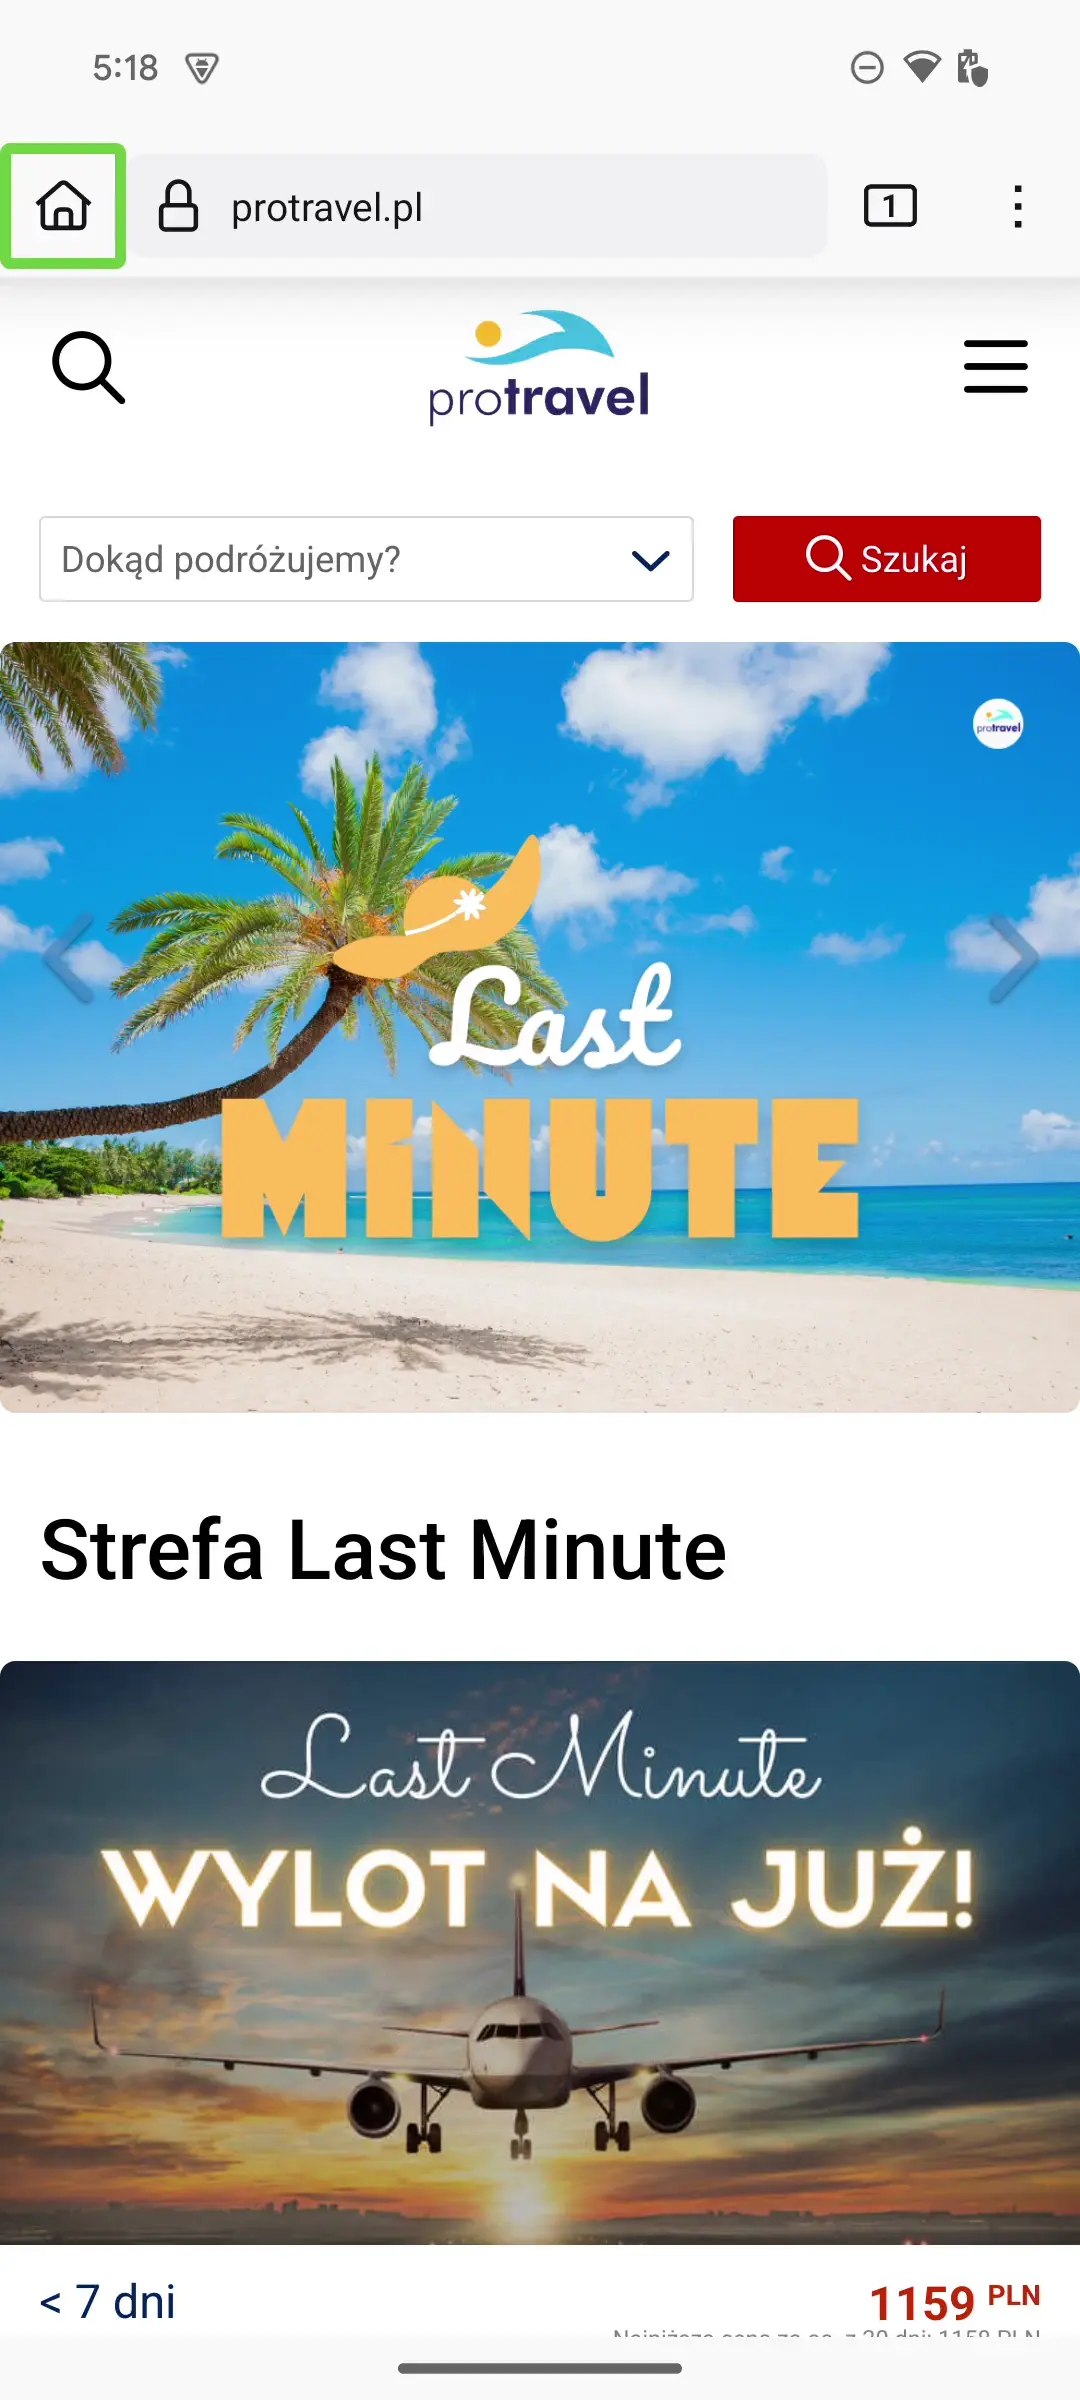 5:18
protravel.pl
1
protravel
Dokąd podróżujemy?
Szukaj
protravel
Last
MINUTE
Strefa Last Minute
Last Minute
WYLOT NA JUŻ!
< 7 dni
1159 PLN